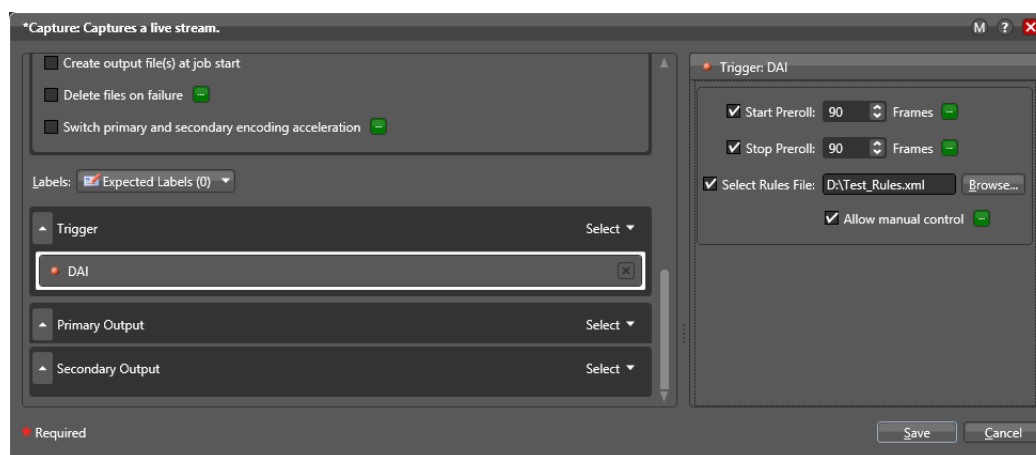 *Capture: Captures a live stream.
M ?
Create output file(s) at job start
Delete files on failure
Switch primary and secondary encoding acceleration
Labels: Expected Labels (0)
Trigger Select
DAI
Primary Output Select
Secondary Output Select
* Required
Trigger: DAI
Start Preroll: 90 Frames
Stop Preroll: 90 Frames
Select Rules File: D:\Test_Rules.xml Browse...
Allow manual control
Save Cancel